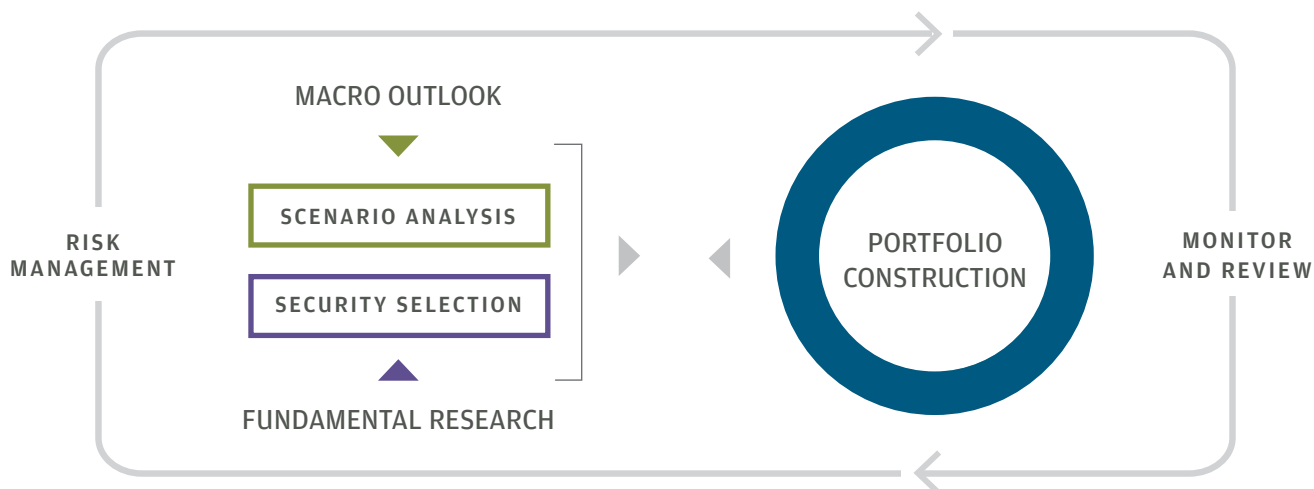 MACRO OUTLOOK
SCENARIO ANALYSIS
SECURITY SELECTION
FUNDAMENTAL RESEARCH
RISK
MANAGEMENT
PORTFOLIO
CONSTRUCTION
MONITOR
AND REVIEW